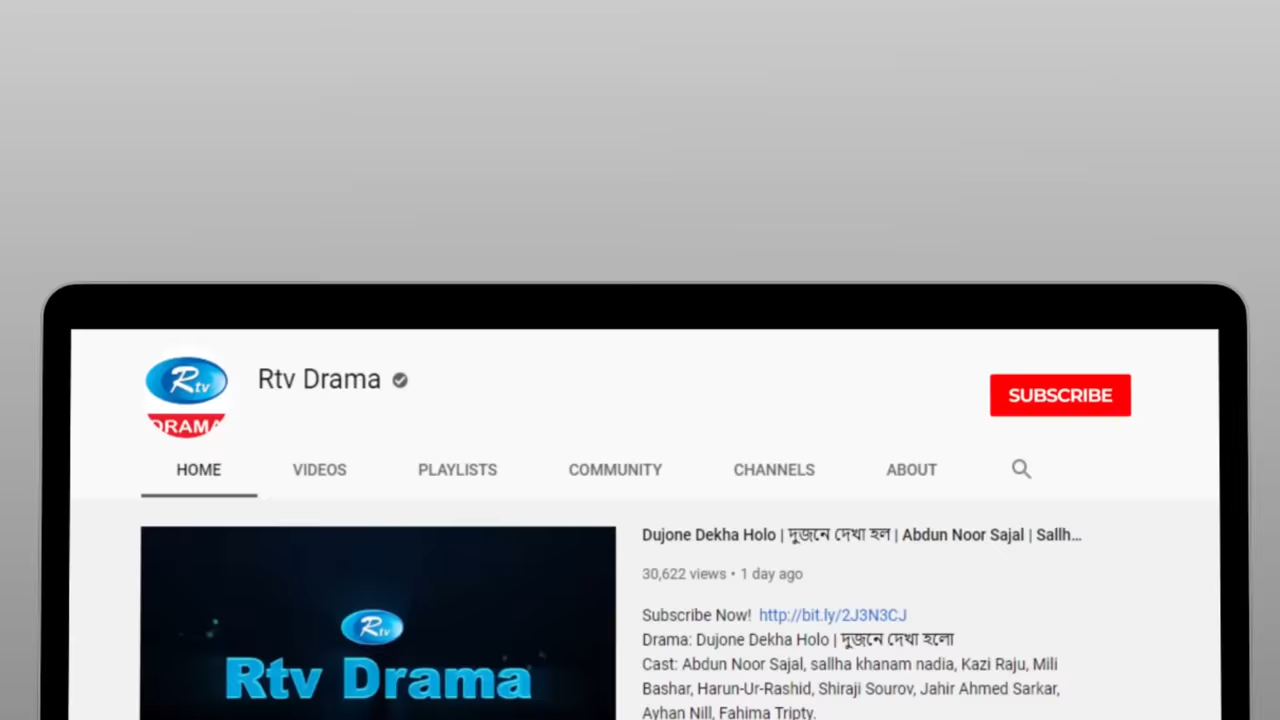 Rtv
DRAMA
Rtv Drama
SUBSCRIBE
HOME VIDEOS PLAYLISTS COMMUNITY CHANNELS ABOUT
Rtv
Rtv Drama
Dujone Dekha Holo | দুজনে দেখা হল | Abdun Noor Sajal | Sallh...
30,622 views • 1 day ago
Subscribe Now! http://bit.ly/2J3N3CJ
Drama: Dujone Dekha Holo | দুজনে দেখা হলো
Cast: Abdun Noor Sajal, sallha khanam nadia, Kazi Raju, Mili
Bashar, Harun-Ur-Rashid, Shiraji Sourov, Jahir Ahmed Sarkar,
Ayhan Nill, Fahima Tripty.